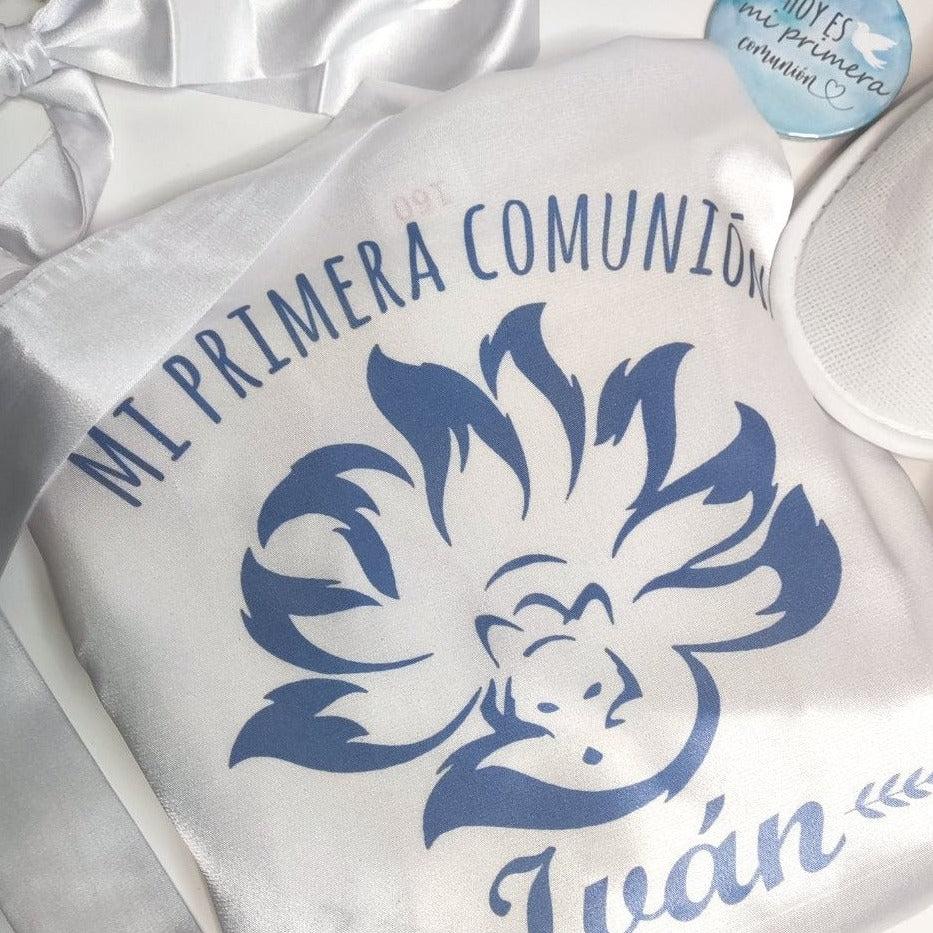 HOY ES
mi primera
comunión
MI PRIMERA COMUNIÓN
Iván